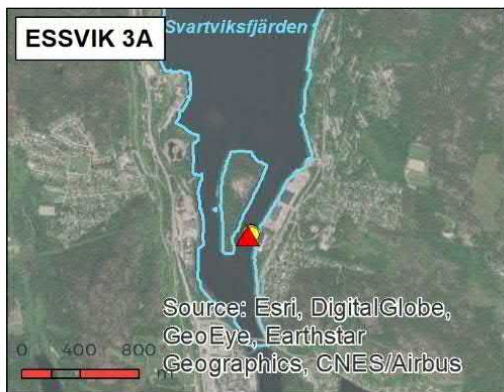 ESSVIK 3A
Svartviksfjärden
Source: Esri, DigitalGlobe,
GeoEye, Earthstar
Geographics, CNES/Airbus
0 400 800
m